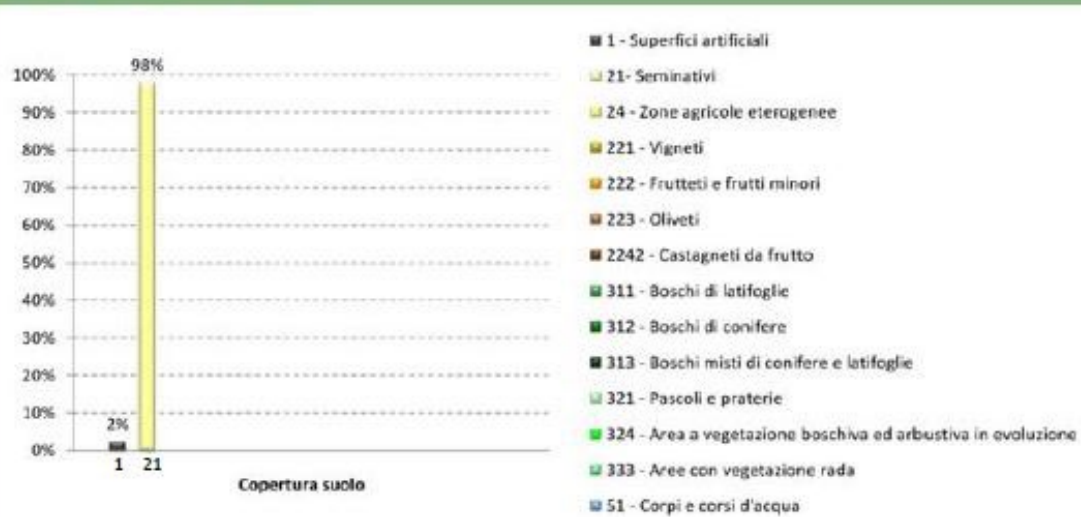 98%
100%
90%
80%
70%
60%
50%
40%
30%
20%
10%
0%
2%
1 21
Copertura suolo
1 - Superfici artificiali
21- Seminativi
24 - Zone agricole eterogenee
221 - Vigneti
222 - Frutteti e frutti minori
223 - Oliveti
2242 - Castagneti da frutto
311 - Boschi di latifoglie
312 - Boschi di conifere
313 - Boschi misti di conifere e latifoglie
321 - Pascoli e praterie
324 - Area a vegetazione boschiva ed arbustiva in evoluzione
333 - Aree con vegetazione rada
51 - Corpi e corsi d'acqua